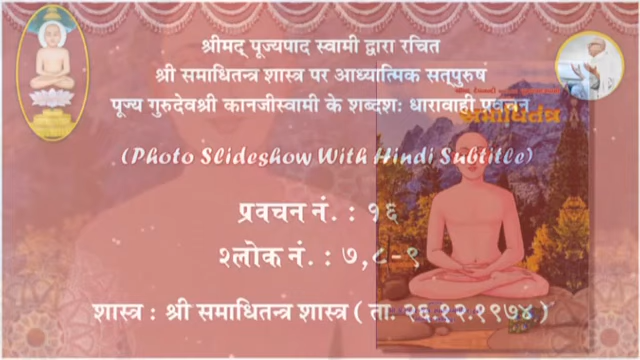 श्रीमद् पूज्यपाद स्वामी द्वारा रचित
श्री समाधितन्त्र शास्त्र पर आध्यात्मिक सत्पुरुष
पूज्य गुरुदेवश्री कानजीस्वामी के शब्दशः धारावाही प्रवचन
(Photo Slideshow With Hindi Subtitle)
समाधितंत्र
प्रवचन नं. : १६
श्लोक नं. : ७,८-९
शास्त्र : श्री समाधितन्त्र शास्त्र ( ता. २६.१२.१९७४ )